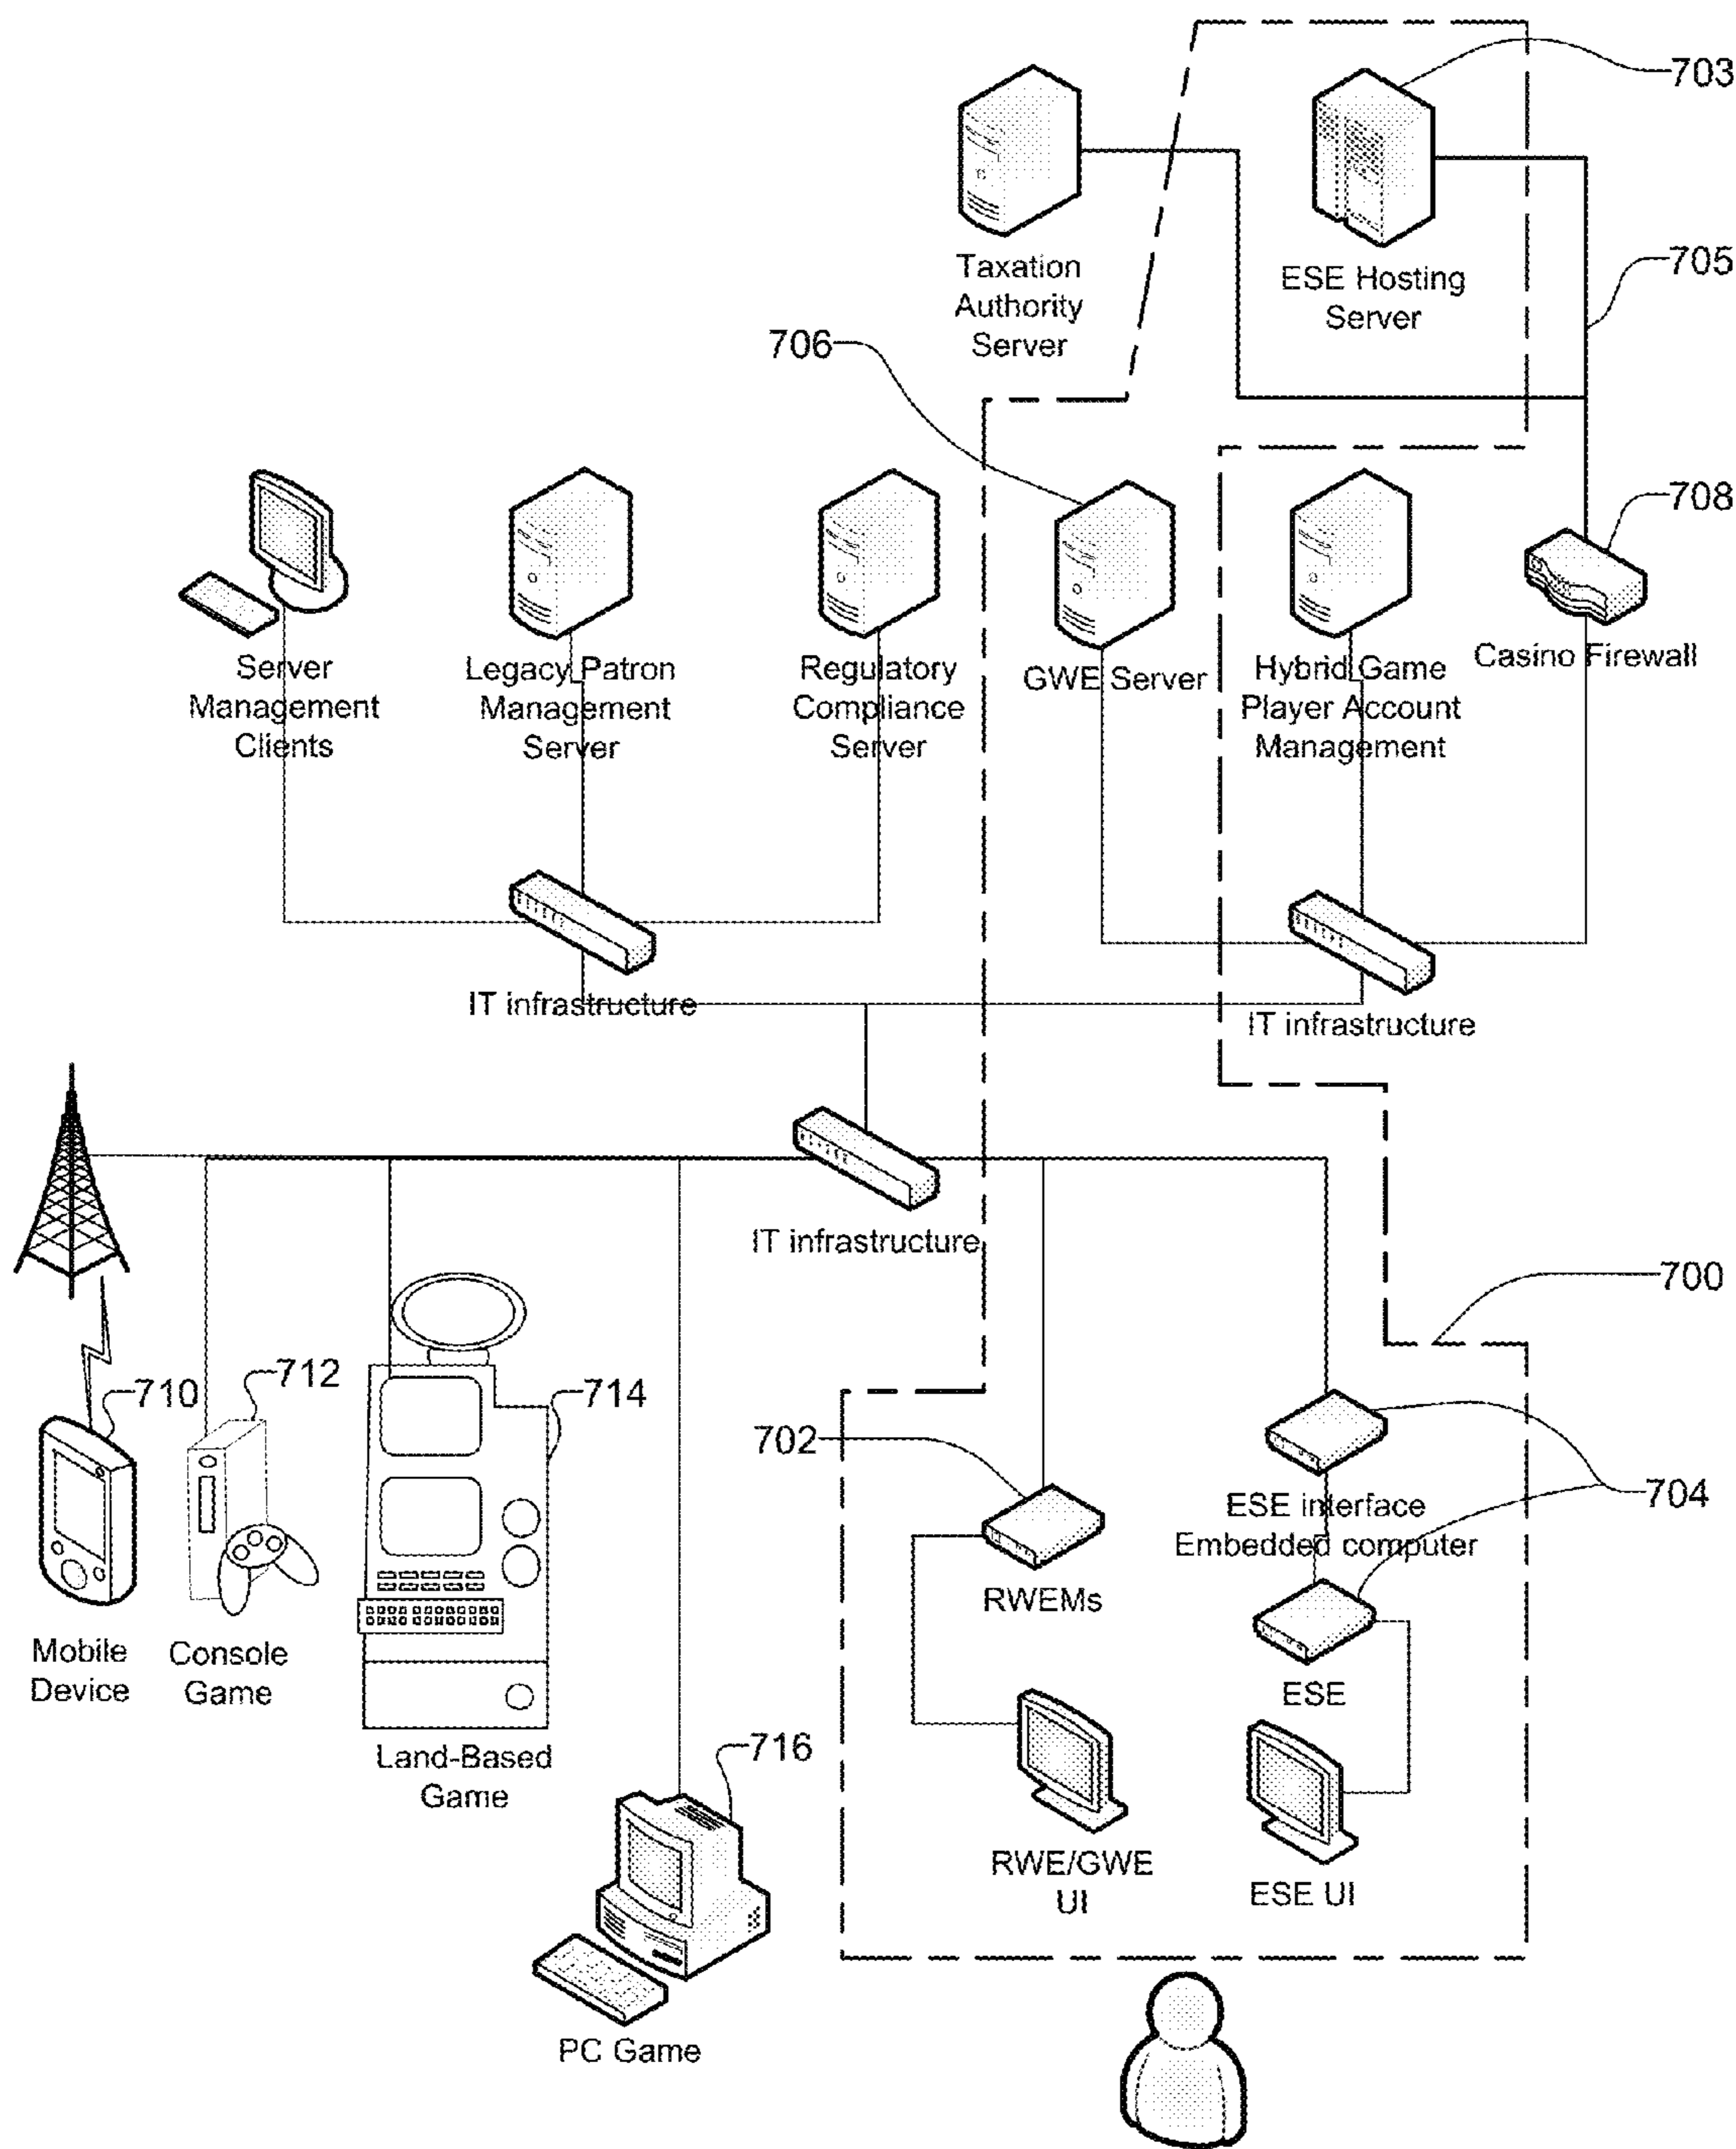 703
Taxation
Authority
Server
ESE Hosting
Server
705
706
708
Server
Management
Clients
Legacy Patron
Management
Server
Regulatory
Compliance
Server
GWE Server
Hybrid Game
Player Account
Management
Casino Firewall
IT infrastructure
IT infrastructure
IT infrastructure
700
710
712
714
702
704
ESE interface
Embedded computer
RWEMs
ESE
Mobile
Device
Console
Game
Land-Based
Game
716
RWE/GWE
UI
ESE UI
PC Game